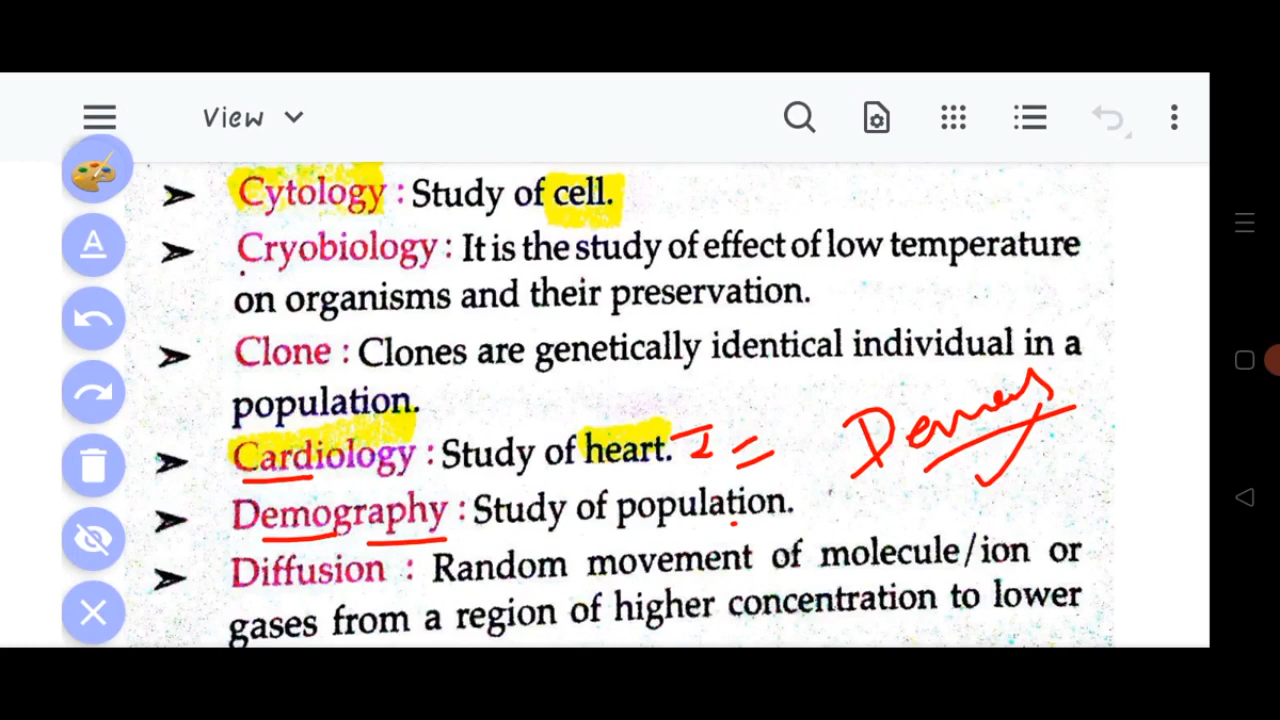 View
A
Cytology : Study of cell.
Cryobiology : It is the study of effect of low temperature
on organisms and their preservation.
Clone : Clones are genetically identical individual in a
population.
Cardiology : Study of heart.
Demography : Study of population.
Diffusion : Random movement of molecule/ion or
gases from a region of higher concentration to lower